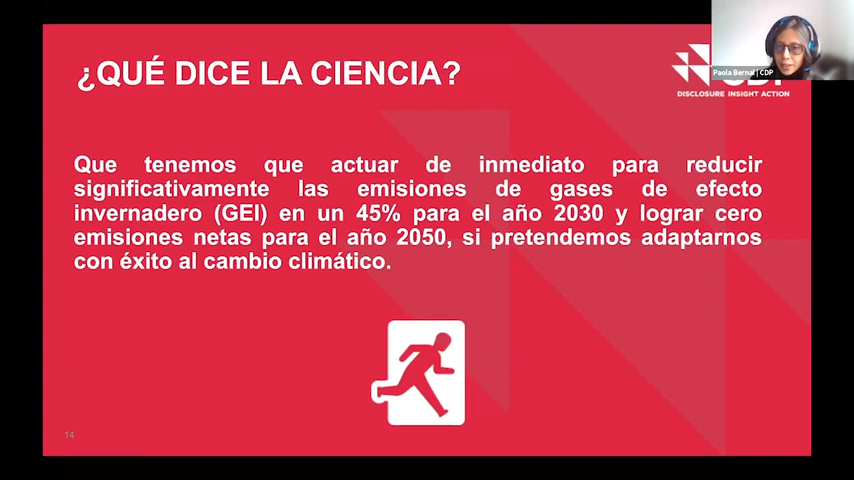 ¿QUÉ DICE LA CIENCIA?
Paola Bernal | CDP
DISCLOSURE INSIGHT ACTION
Que tenemos que actuar de inmediato para reducir
significativamente las emisiones de gases de efecto
invernadero (GEI) en un 45% para el año 2030 y lograr cero
emisiones netas para el año 2050, si pretendemos adaptarnos
con éxito al cambio climático.
14